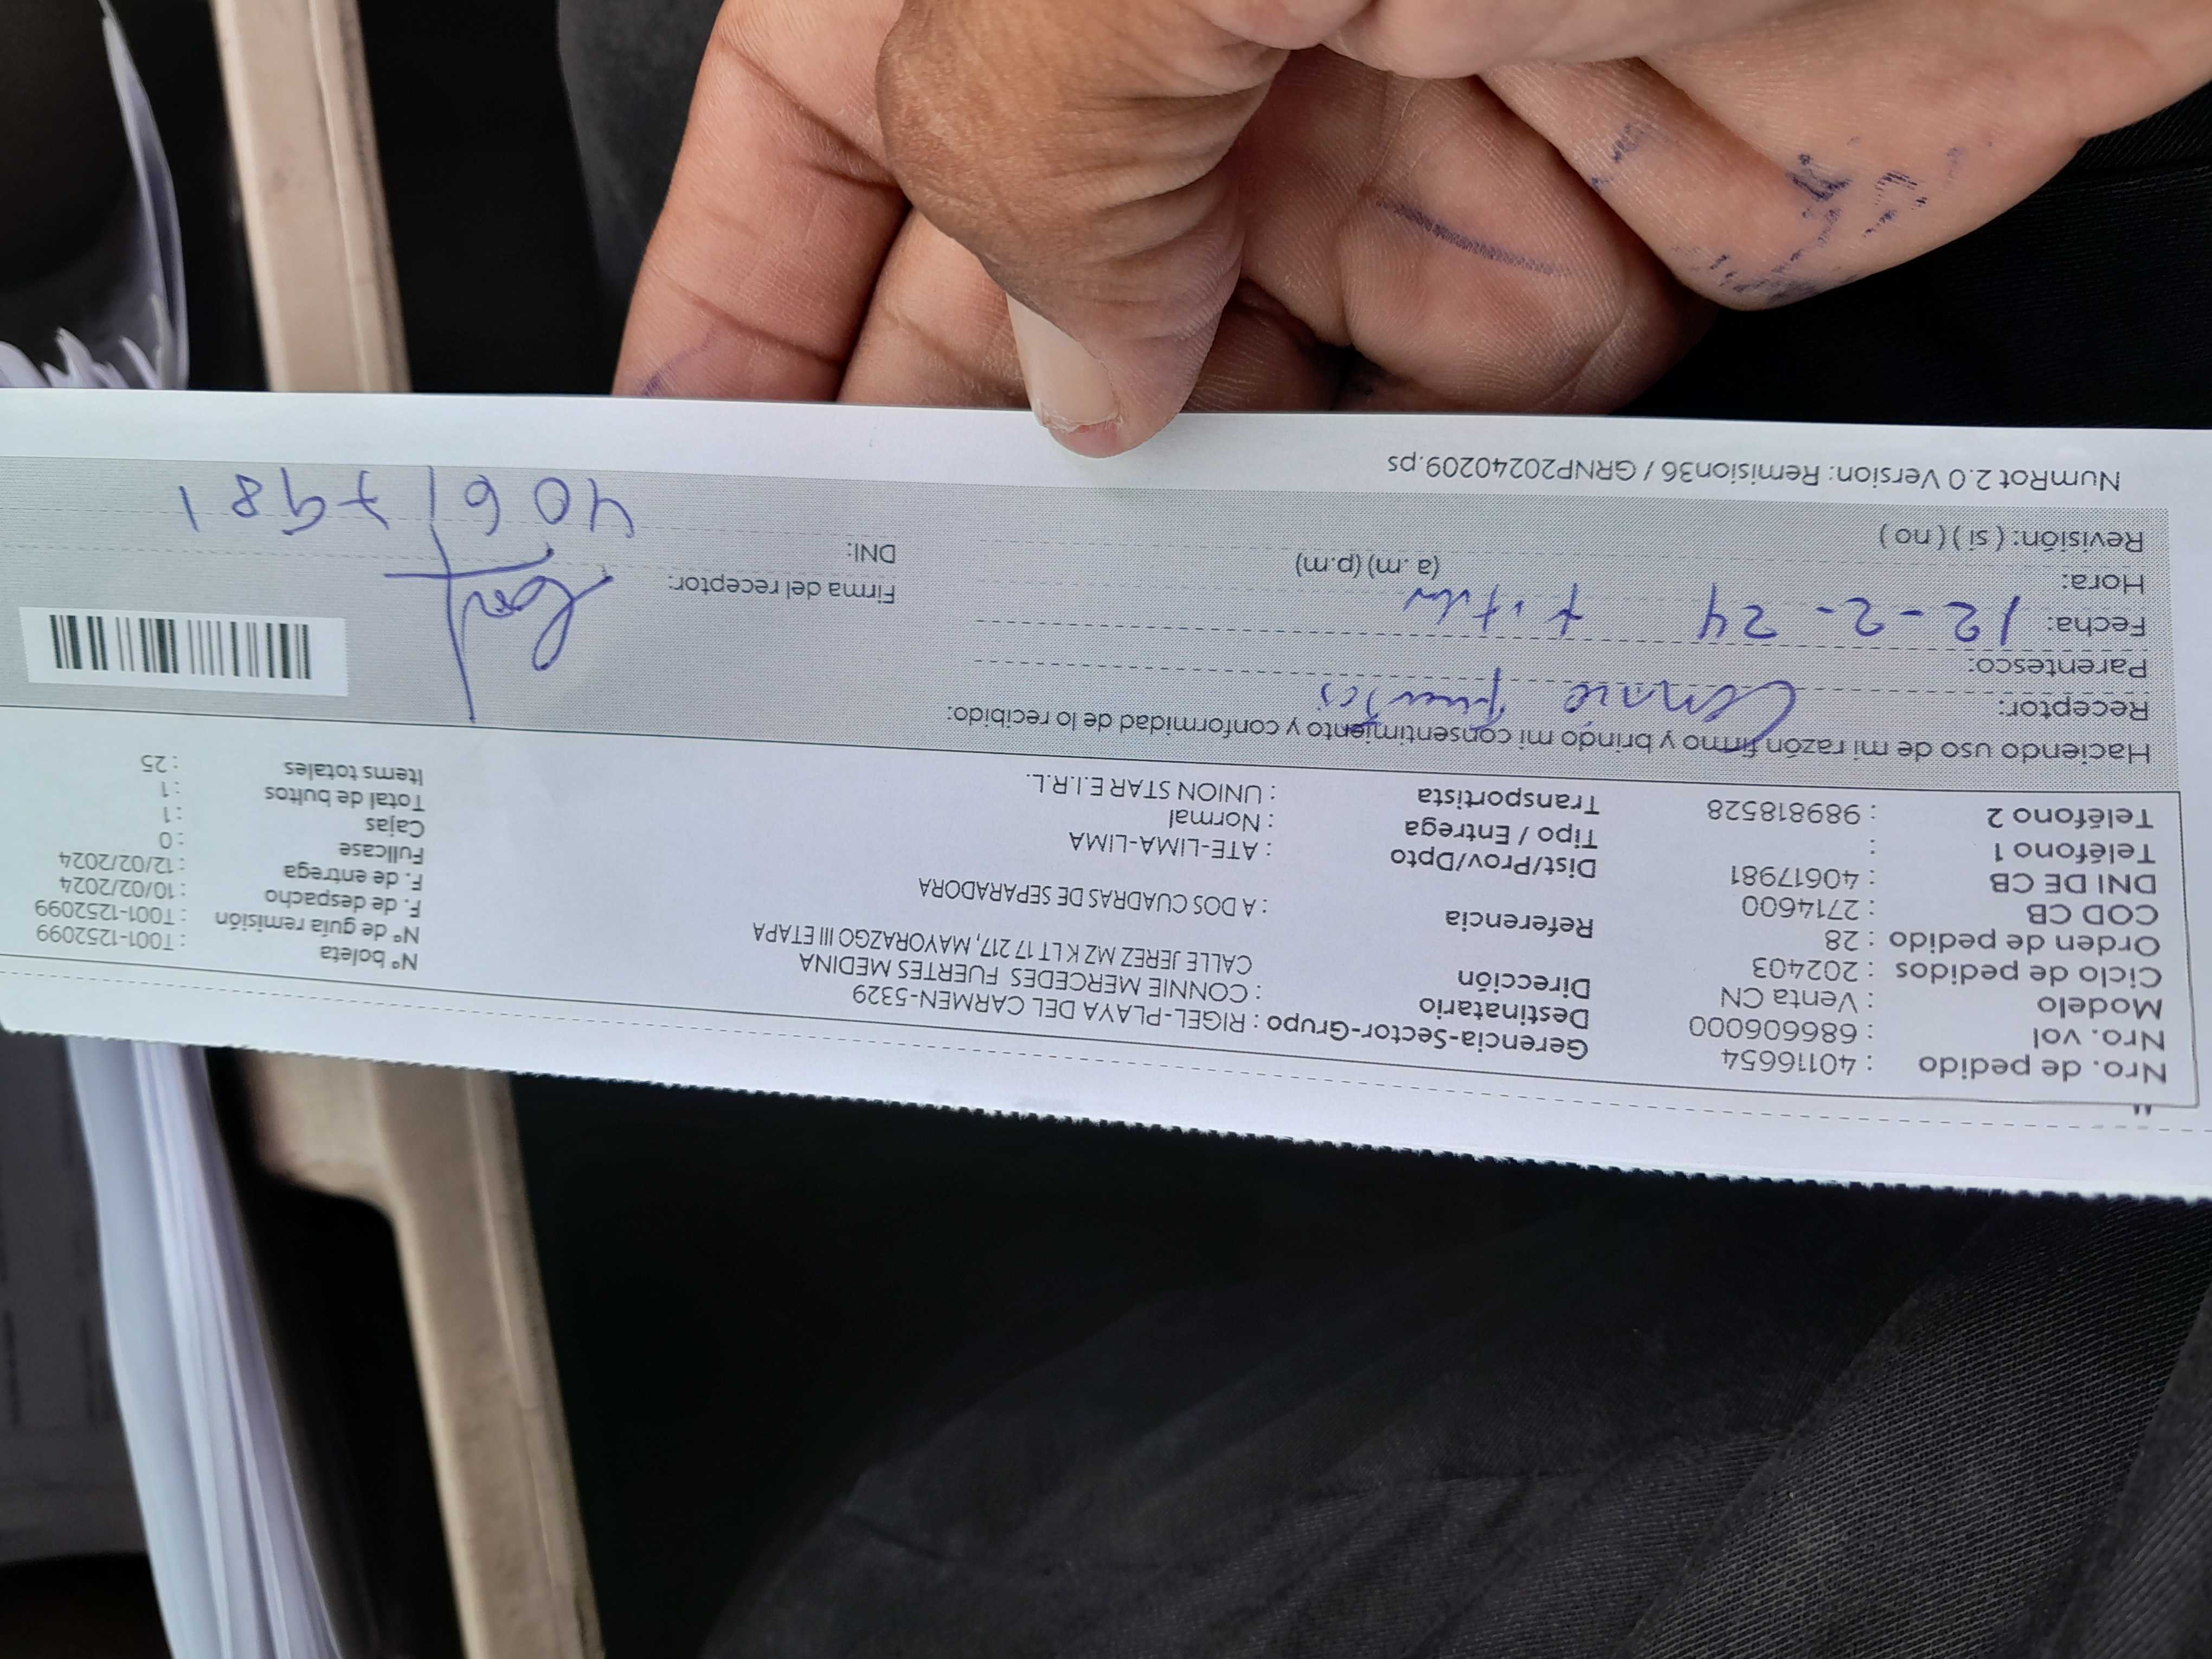 Nro. de pedido : 40116654
Nro. vol : 686606000
Modelo : Venta CN
Ciclo de pedidos : 202403
Orden de pedido : 28
COD CB : 2714600
DNI DE CB : 40617981
Teléfono 1 :
Teléfono 2 : 989818528
Gerencia-Sector-Grupo : RIGEL-PLAYA DEL CARMEN-5329
Destinatario : CONNIE MERCEDES FUERTES MEDINA
Dirección CALLE JEREZ MZ K LT 17 217, MAYORAZGO III ETAPA
Referencia : A DOS CUADRAS DE SEPARADORA
Dist/Prov/Dpto : ATE-LIMA-LIMA
Tipo / Entrega : Normal
Transportista : UNION STAR E.I.R.L.
Nº boleta : T001-1252099
Nº de guía remisión : T001-1252099
F. de despacho : 10/02/2024
F. de entrega : 12/02/2024
Fullcase : 0
Cajas : 1
Total de bultos : 1
Items totales : 25
Haciendo uso de mi razón firmo y brindo mi consentimiento y conformidad de lo recibido:
Receptor: Connie
Parentesco:
Fecha: 12-2-24
Hora: (a.m) (p.m)
Revisión: ( si ) ( no )
Firma del receptor:
DNI: 40617981
NumRot 2.0 Version: Remision36 / GRNP20240209.ps